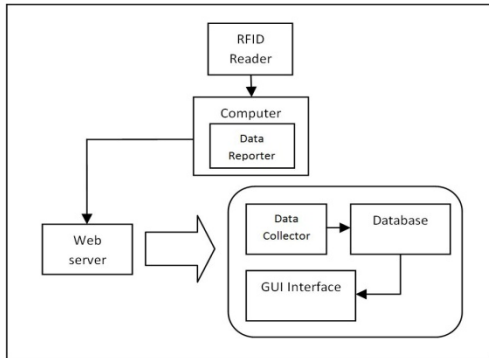 RFID
Reader
Computer
Data
Reporter
Web
server
Data
Collector
Database
GUI Interface